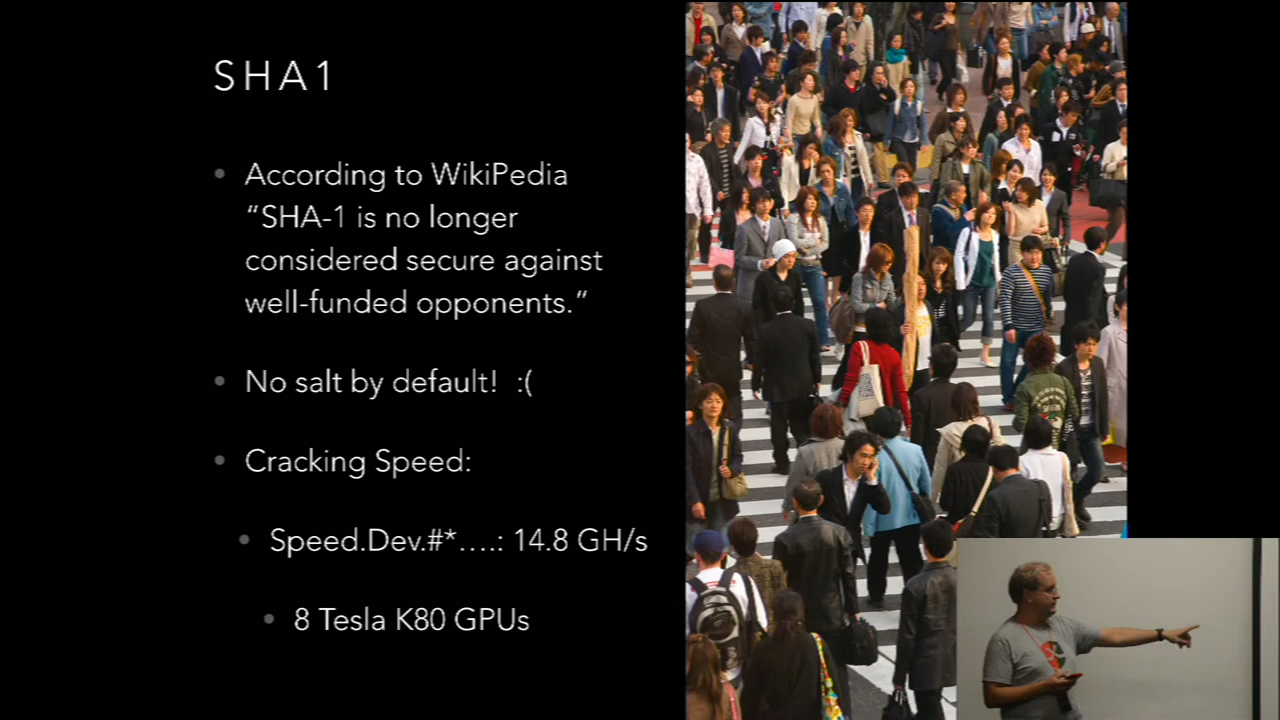 SHA1
According to WikiPedia
“SHA-1 is no longer
considered secure against
well-funded opponents.”
No salt by default!  :(
Cracking Speed:
Speed.Dev.#*….: 14.8 GH/s
8 Tesla K80 GPUs